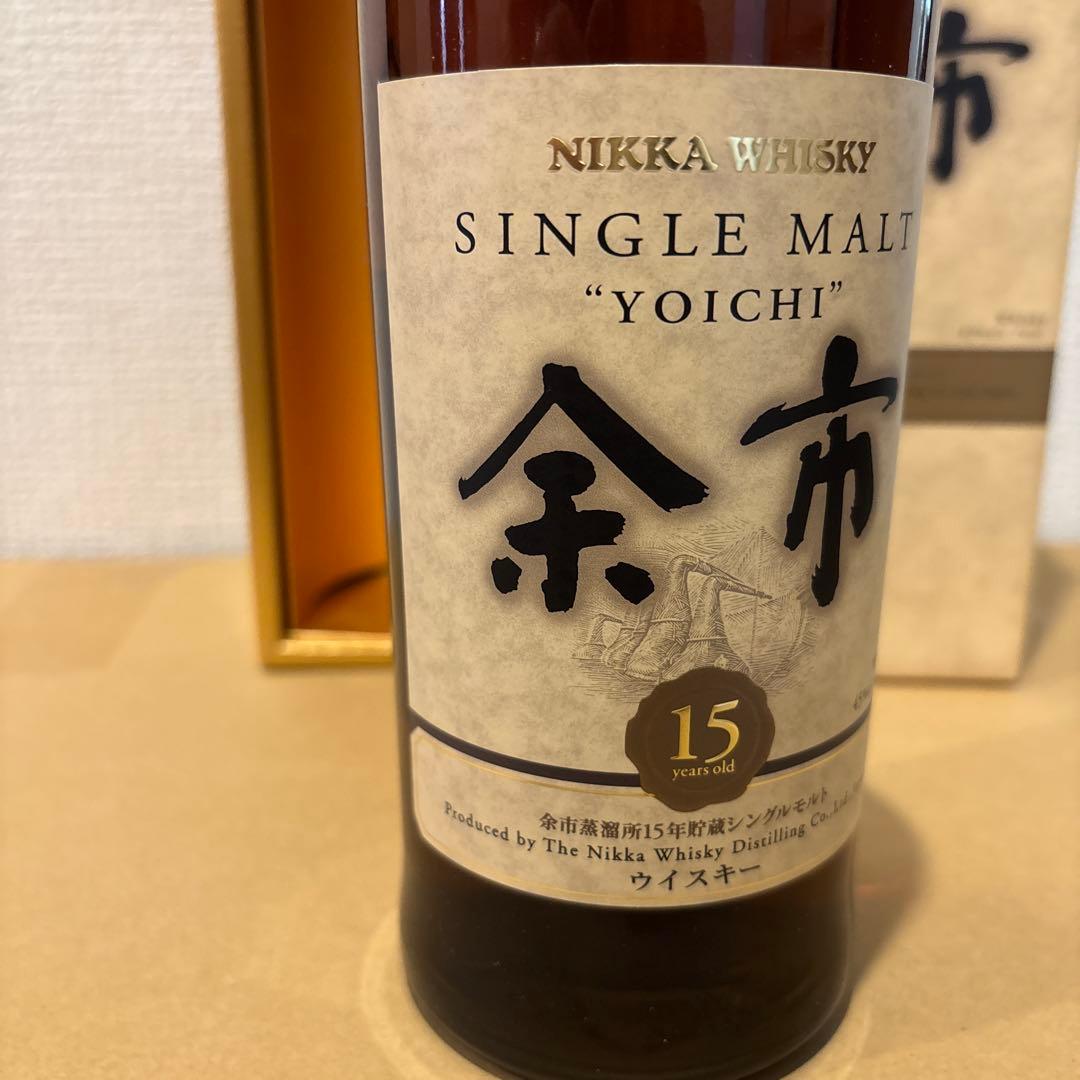 NIKKA WHISKY
SINGLE MALT
“YOICHI”
余市
15
years old
余市蒸溜所15年貯蔵シングルモルト
Produced by The Nikka Whisky Distilling Co.,Ltd.
ウイスキー
市